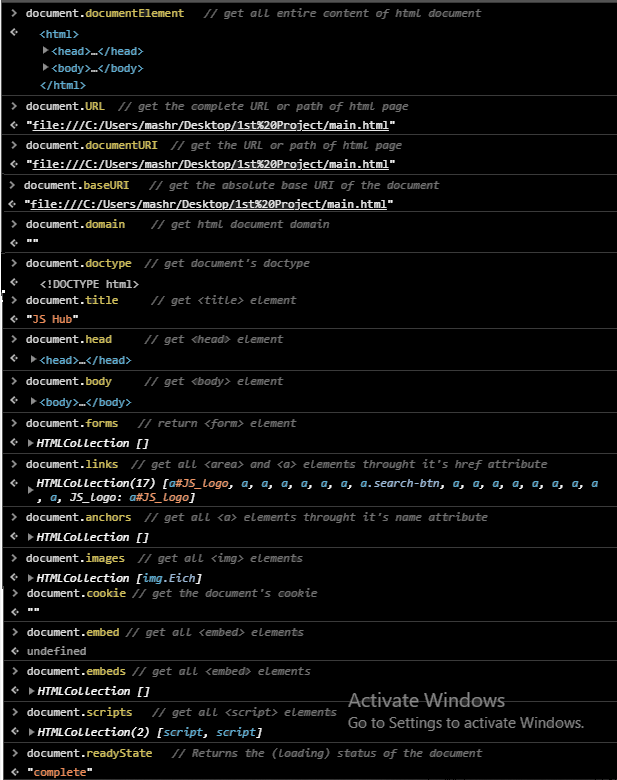 document.documentElement // get all entire content of html document
<html>
<head>…</head>
<body>…</body>
</html>
document.URL // get the complete URL or path of html page
"file:///C:/Users/mashr/Desktop/1st%20Project/main.html"
document.documentURI // get the URL or path of html page
"file:///C:/Users/mashr/Desktop/1st%20Project/main.html"
document.baseURI // get the absolute base URI of the document
"file:///C:/Users/mashr/Desktop/1st%20Project/main.html"
document.domain // get html document domain
""
document.doctype // get document's doctype
<!DOCTYPE html>
document.title // get <title> element
"JS Hub"
document.head // get <head> element
<head>…</head>
document.body // get <body> element
<body>…</body>
document.forms // return <form> element
HTMLCollection []
document.links // get all <area> and <a> elements throught it's href attribute
HTMLCollection(17) [a#JS_logo, a, a, a, a, a, a, a.search-btn, a, a, a, a, a, a, a, a
, a, JS_logo: a#JS_logo]
document.anchors // get all <a> elements throught it's name attribute
HTMLCollection []
document.images // get all <img> elements
HTMLCollection [img.Eich]
document.cookie // get the document's cookie
""
document.embed // get all <embed> elements
undefined
document.embeds // get all <embed> elements
HTMLCollection []
document.scripts // get all <script> elements
HTMLCollection(2) [script, script]
document.readyState // Returns the (loading) status of the document
"complete"
Activate Windows
Go to Settings to activate Windows.